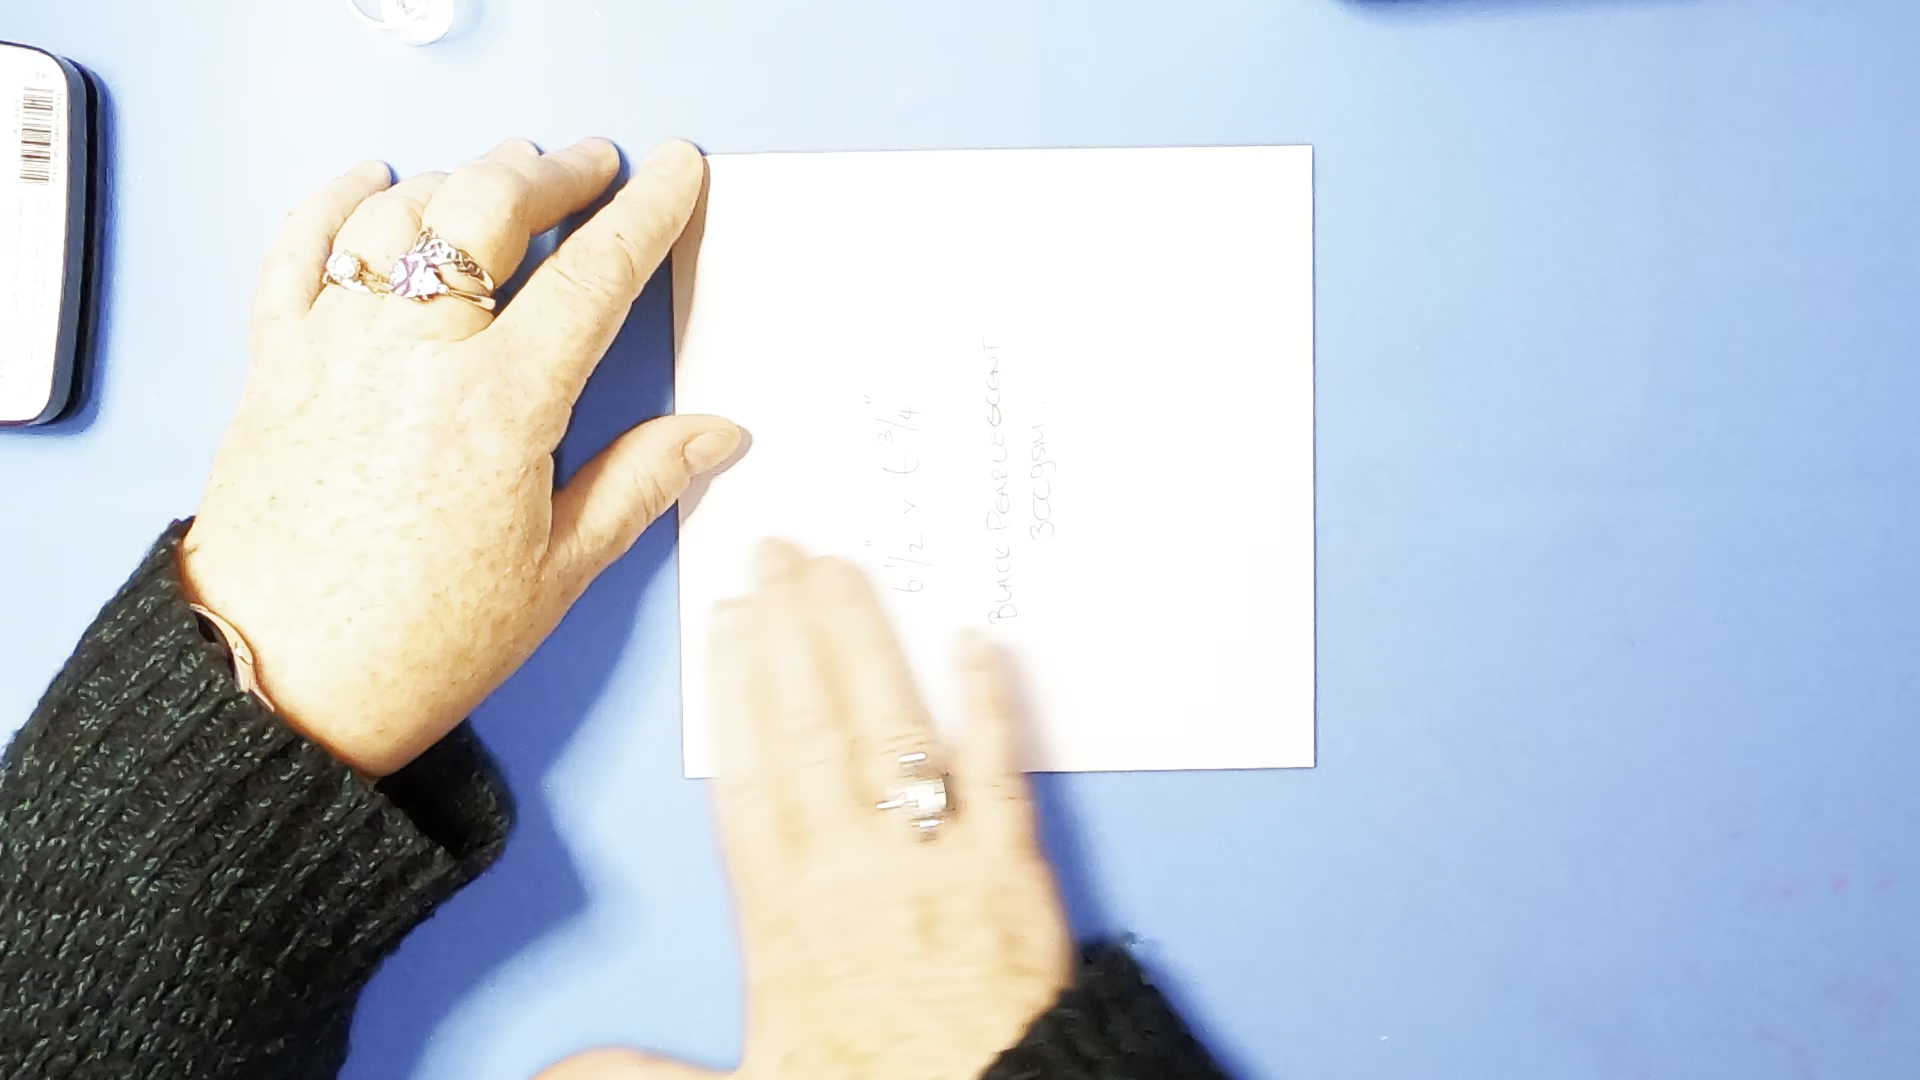 6 1/2" x 6 3/4"
BLACK PEARLESCENT
300gsm.